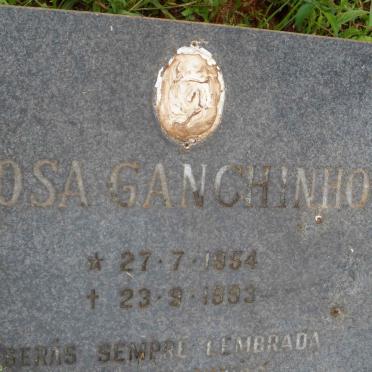 OSA GANCHINHO
* 27·7·1954
† 23·9·1993
SERÁS SEMPRE LEMBRADA